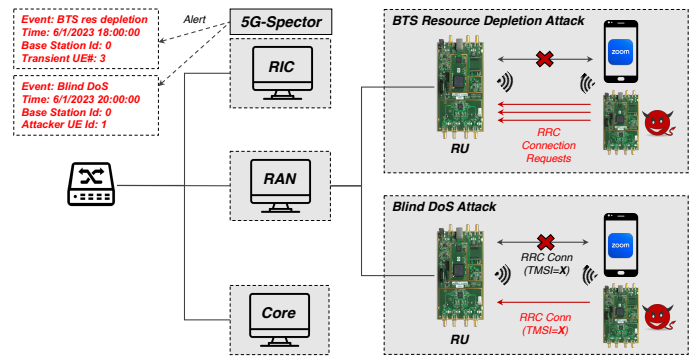 Event: BTS res depletion
Time: 6/1/2023 18:00:00
Base Station Id: 0
Transient UE#: 3
Alert
5G-Spector
Event: Blind DoS
Time: 6/1/2023 20:00:00
Base Station Id: 0
Attacker UE Id: 1
RIC
RAN
Core
BTS Resource Depletion Attack
zoom
RU
RRC
Connection
Requests
Blind DoS Attack
zoom
RRC Conn
(TMSI=X)
RU
RRC Conn
(TMSI=X)